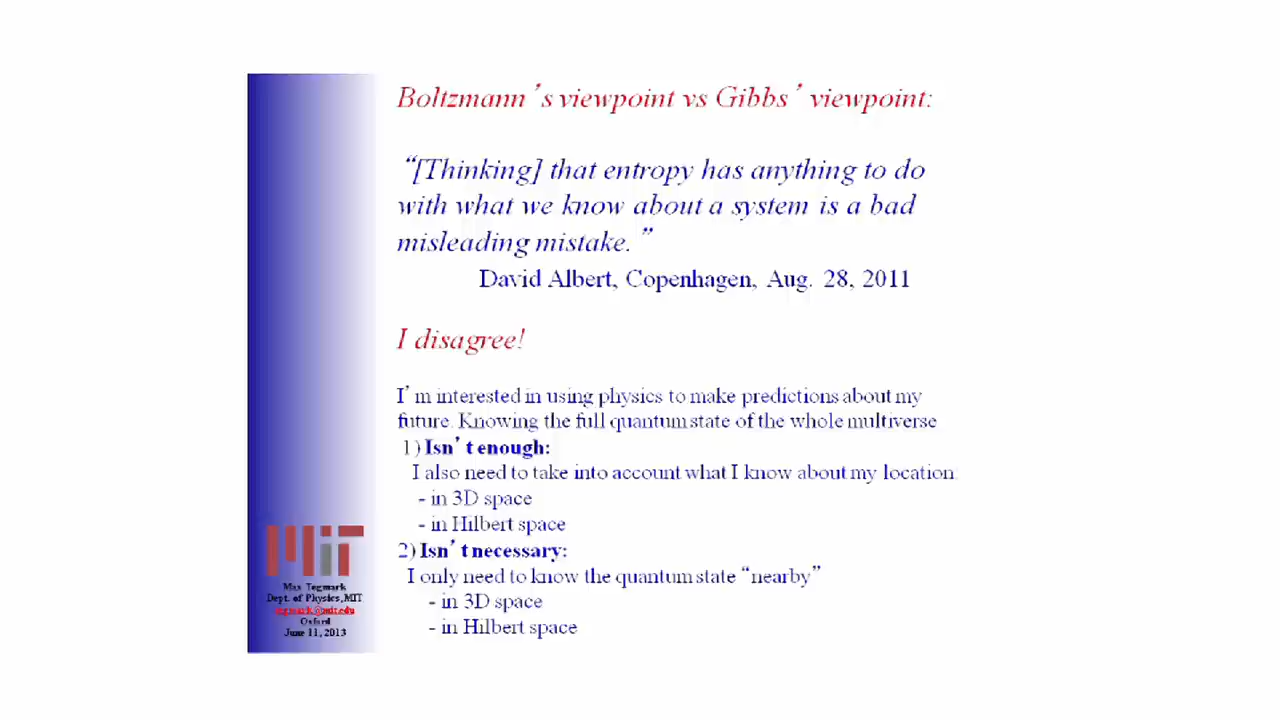 Boltzmann's viewpoint vs Gibbs' viewpoint:
“[Thinking] that entropy has anything to do
with what we know about a system is a bad
misleading mistake.”
David Albert, Copenhagen, Aug. 28, 2011
I disagree!
I'm interested in using physics to make predictions about my
future. Knowing the full quantum state of the whole multiverse
1) Isn't enough:
I also need to take into account what I know about my location
- in 3D space
- in Hilbert space
2) Isn't necessary:
I only need to know the quantum state “nearby”
- in 3D space
- in Hilbert space
MIT
Max Tegmark
Dept. of Physics, MIT
tegmark@mit.edu
Oxford
June 11, 2013